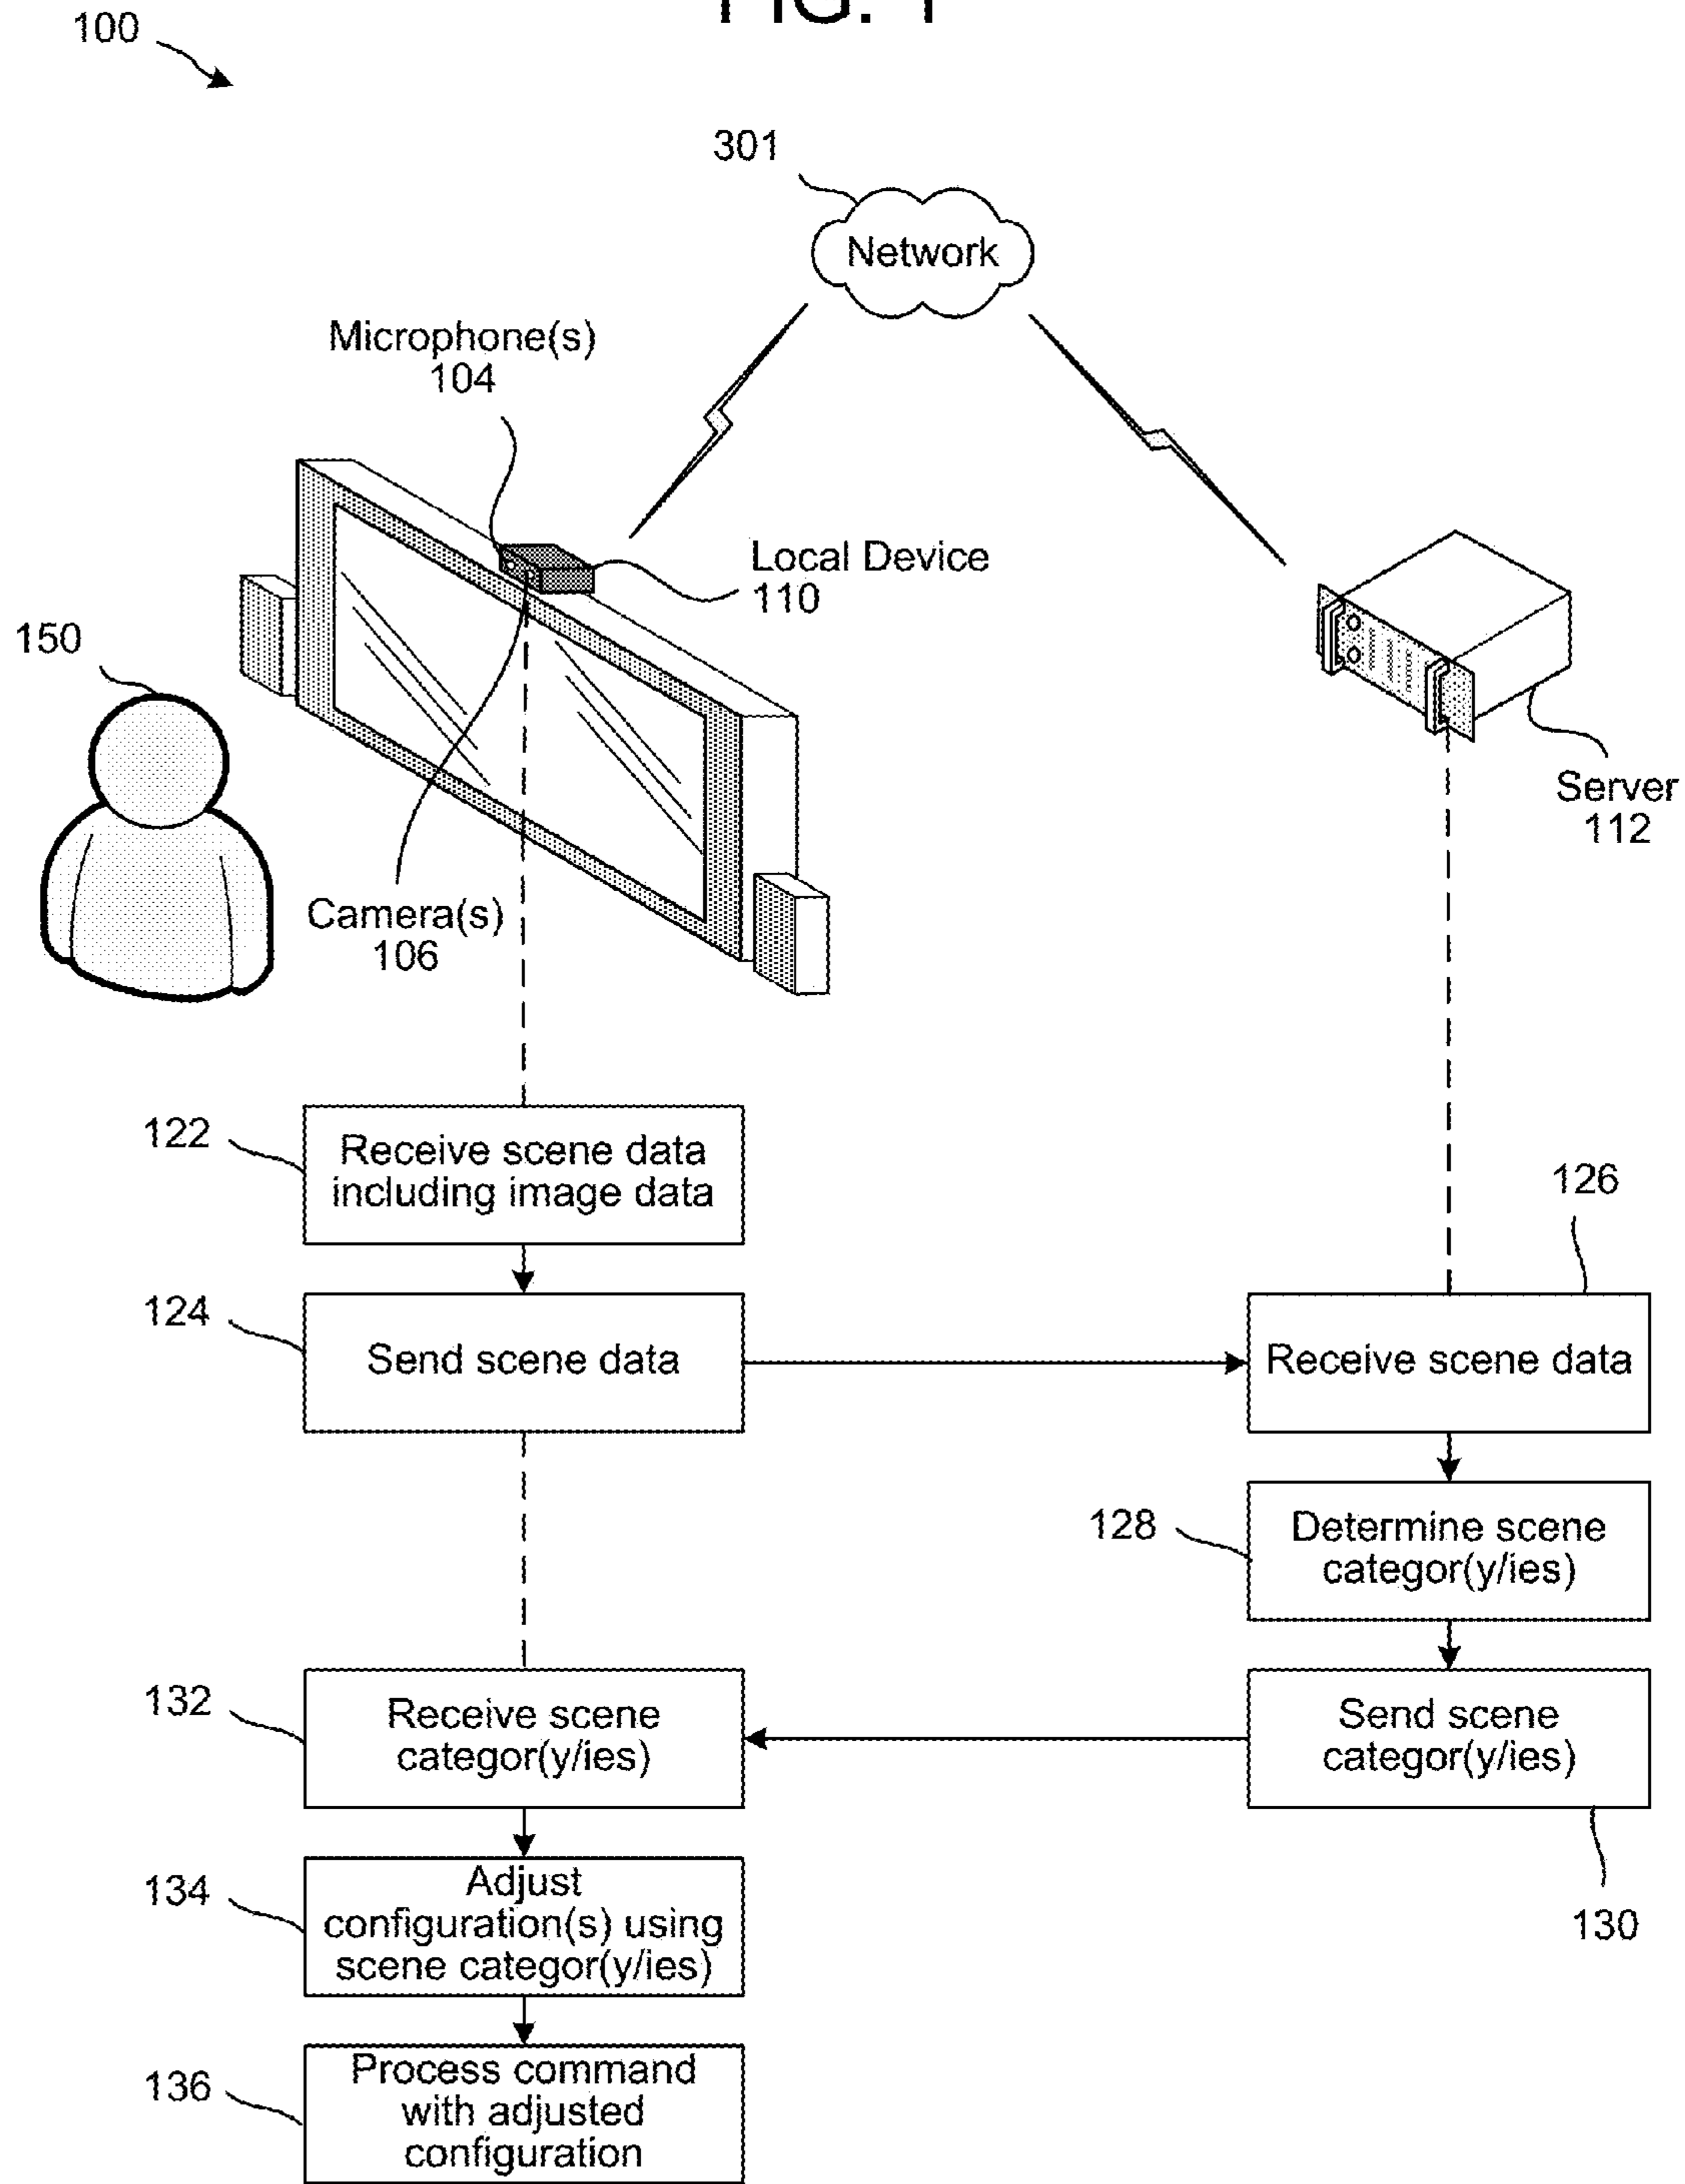 FIG. 1
100
301
Network
Microphone(s)
104
Local Device
110
150
Server
112
Camera(s)
106
122
Receive scene data
including image data
126
124
Send scene data
Receive scene data
128
Determine scene
categor(y/ies)
132
Receive scene
categor(y/ies)
Send scene
categor(y/ies)
130
134
Adjust
configuration(s) using
scene categor(y/ies)
136
Process command
with adjusted
configuration